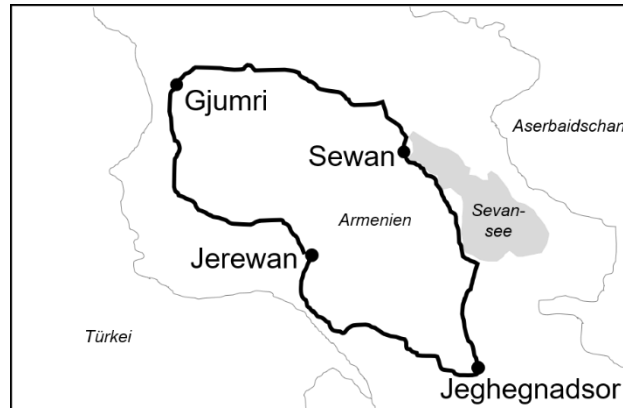 Gjumri
Aserbaidschan
Sewan
Armenien
Sevan-
see
Jerewan
Türkei
Jeghegnadsor